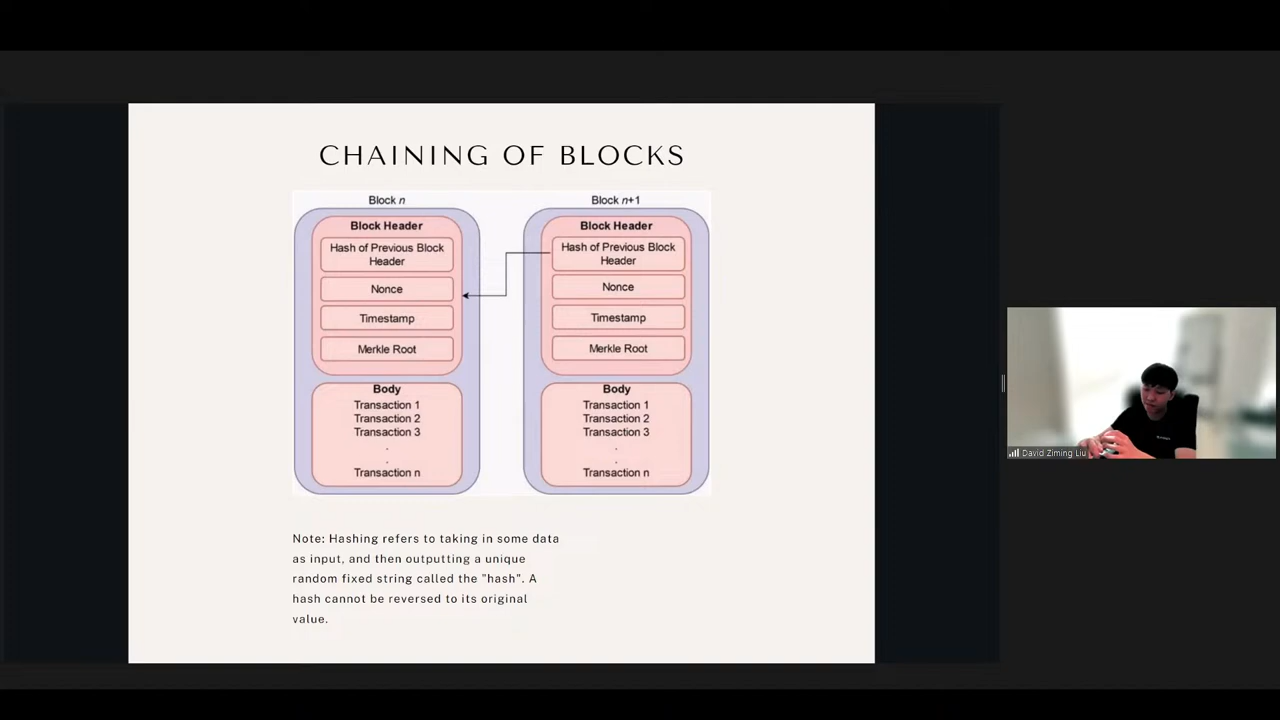 CHAINING OF BLOCKS
Block n
Block Header
Hash of Previous Block
Header
Nonce
Timestamp
Merkle Root
Body
Transaction 1
Transaction 2
Transaction 3
.
.
Transaction n
Block n+1
Block Header
Hash of Previous Block
Header
Nonce
Timestamp
Merkle Root
Body
Transaction 1
Transaction 2
Transaction 3
.
.
Transaction n
Note: Hashing refers to taking in some data
as input, and then outputting a unique
random fixed string called the "hash". A
hash cannot be reversed to its original
value.
David Ziming Liu